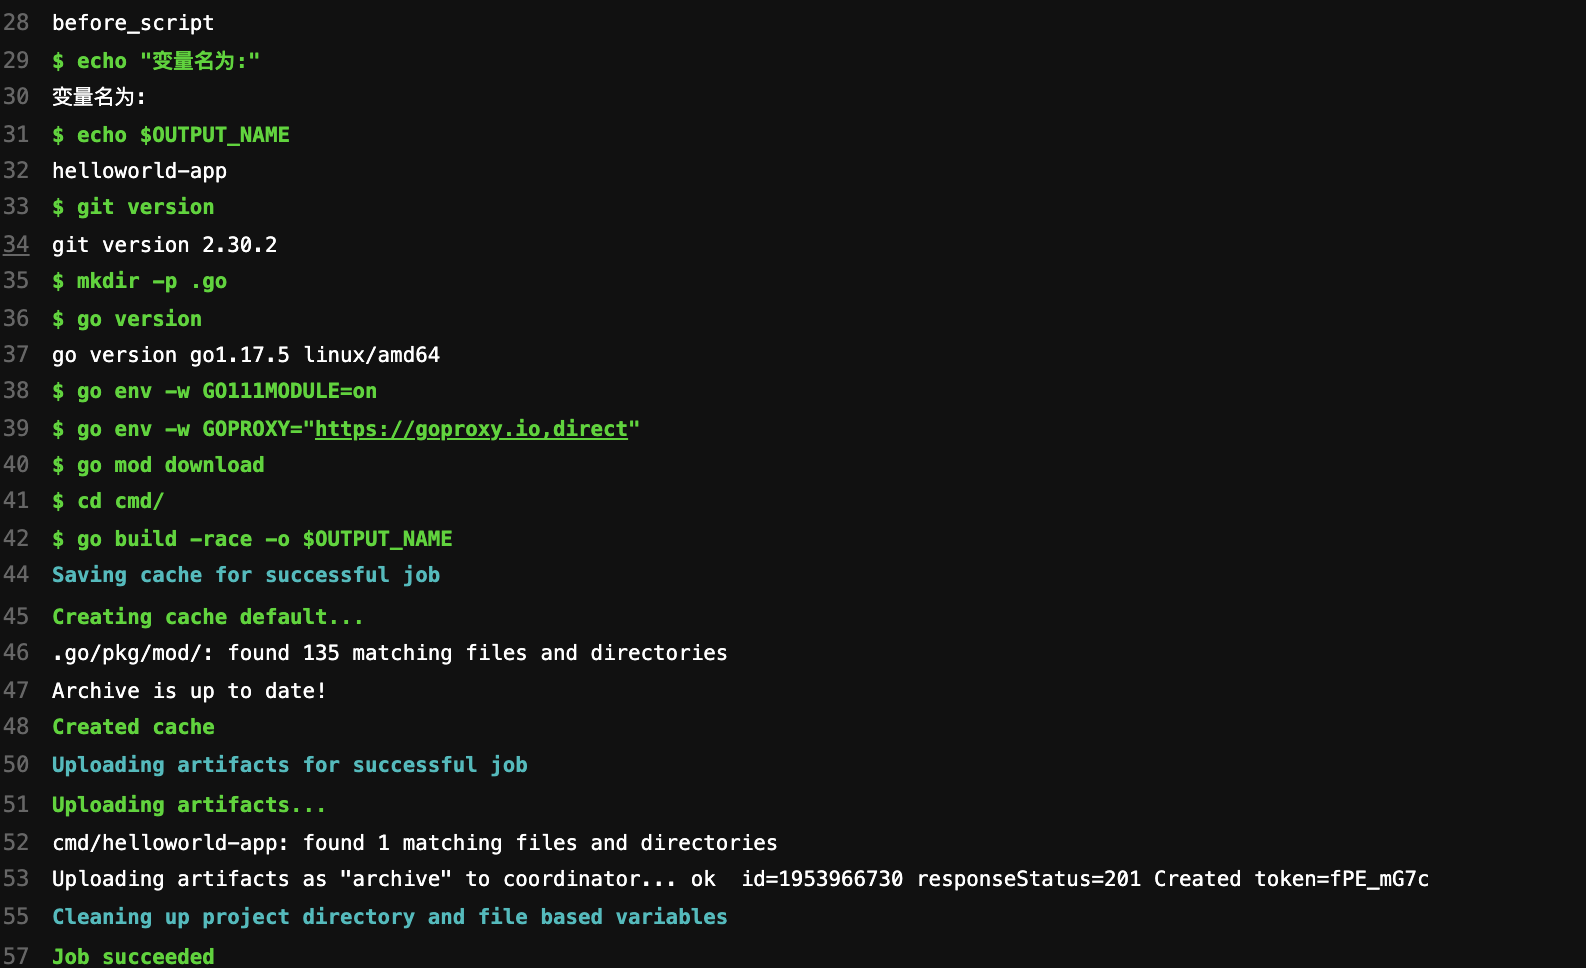 28 before_script
29 $ echo "变量名为:"
30 变量名为:
31 $ echo $OUTPUT_NAME
32 helloworld-app
33 $ git version
34 git version 2.30.2
35 $ mkdir -p .go
36 $ go version
37 go version go1.17.5 linux/amd64
38 $ go env -w GO111MODULE=on
39 $ go env -w GOPROXY="https://goproxy.io,direct"
40 $ go mod download
41 $ cd cmd/
42 $ go build -race -o $OUTPUT_NAME
44 Saving cache for successful job
45 Creating cache default...
46 .go/pkg/mod/: found 135 matching files and directories
47 Archive is up to date!
48 Created cache
50 Uploading artifacts for successful job
51 Uploading artifacts...
52 cmd/helloworld-app: found 1 matching files and directories
53 Uploading artifacts as "archive" to coordinator... ok  id=1953966730 responseStatus=201 Created token=fPE_mG7c
55 Cleaning up project directory and file based variables
57 Job succeeded